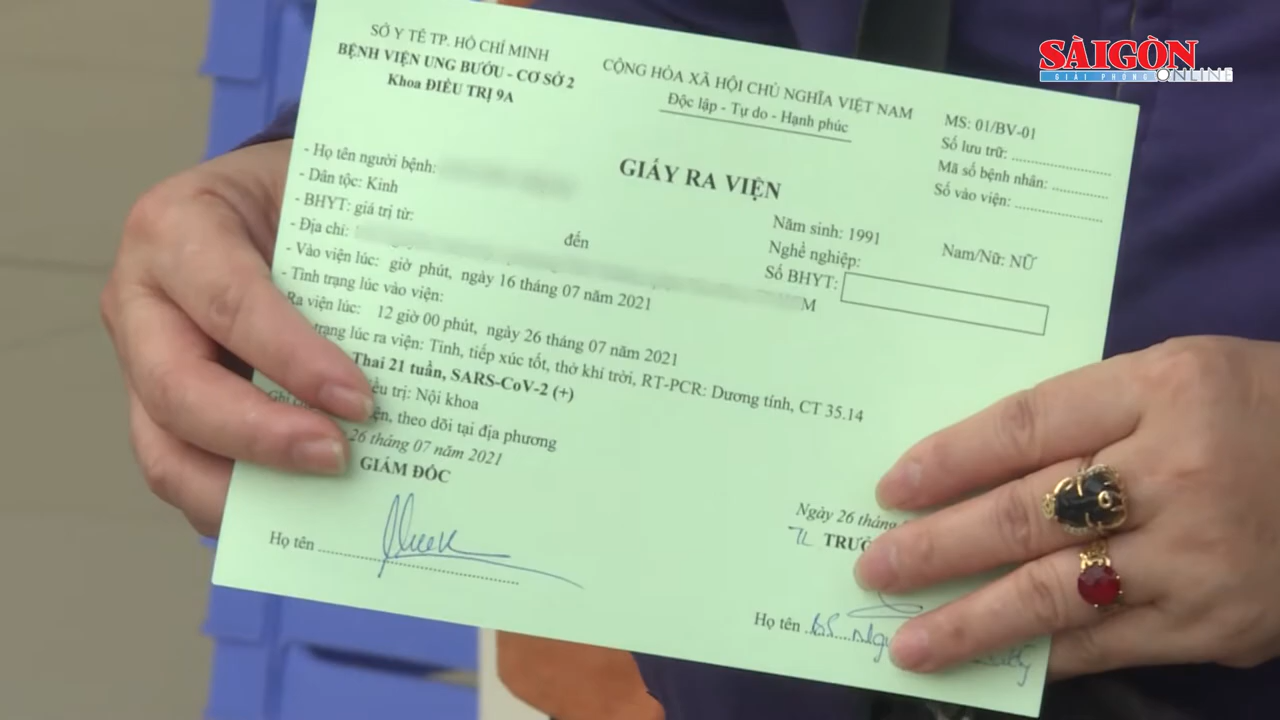 SÀI GÒN
GIẢI PHÓNG ONLINE
SỞ Y TẾ TP. HỒ CHÍ MINH
BỆNH VIỆN UNG BƯỚU - CƠ SỞ 2
Khoa ĐIỀU TRỊ 9A
CỘNG HÒA XÃ HỘI CHỦ NGHĨA VIỆT NAM
Độc lập - Tự do - Hạnh phúc
MS: 01/BV-01
Số lưu trữ: ....................
Mã số bệnh nhân: ...........
Số vào viện: ....................
GIẤY RA VIỆN
- Họ tên người bệnh:
Năm sinh: 1991 Nam/Nữ: NỮ
- Dân tộc: Kinh
Nghề nghiệp:
- BHYT: giá trị từ: đến
Số BHYT:
- Địa chỉ: M
- Vào viện lúc: giờ phút, ngày 16 tháng 07 năm 2021
- Tình trạng lúc vào viện:
Ra viện lúc: 12 giờ 00 phút, ngày 26 tháng 07 năm 2021
trạng lúc ra viện: Tỉnh, tiếp xúc tốt, thở khí trời, RT-PCR: Dương tính, CT 35.14
Thai 21 tuần, SARS-CoV-2 (+)
trị: Nội khoa
theo dõi tại địa phương
26 tháng 07 năm 2021
GIÁM ĐỐC
Ngày 26 tháng
TL
Họ tên
Họ tên BS